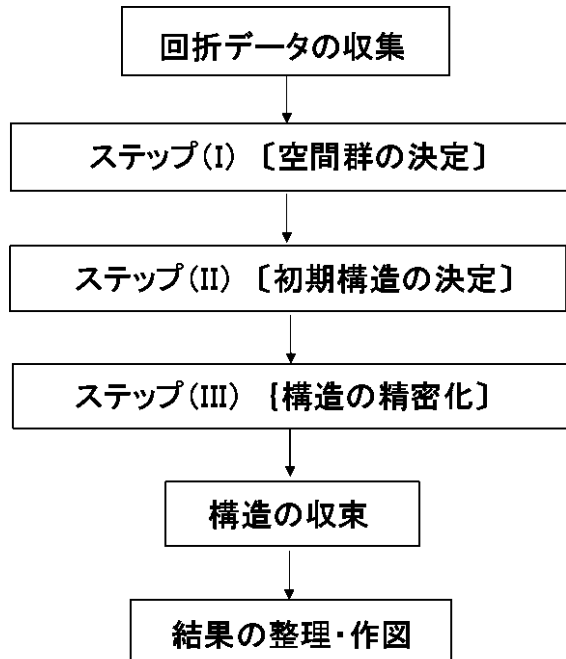 回折データの収集
ステップ(I) 〔空間群の決定〕
ステップ(II) 〔初期構造の決定〕
ステップ(III) {構造の精密化〕
構造の収束
結果の整理・作図